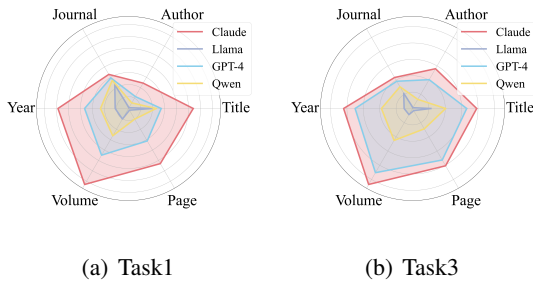 Journal
Author
Claude
Llama
GPT-4
Qwen
Year
Title
Volume
Page
(a) Task1
Journal
Author
Claude
Llama
GPT-4
Qwen
Year
Title
Volume
Page
(b) Task3